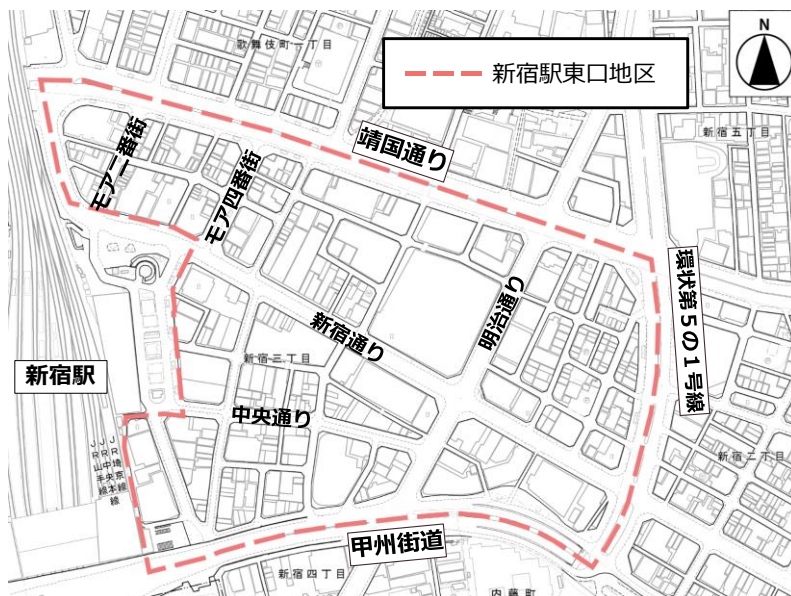 N
歌舞伎町一丁目
新宿駅東口地区
新宿五丁目
靖国通り
モア二番街
モア四番街
環状第5の1号線
明治通り
新宿通り
新宿三丁目
新宿駅
中央通り
JR山手線
JR中央本線
JR埼京線
新宿二丁目
甲州街道
新宿四丁目
内藤町